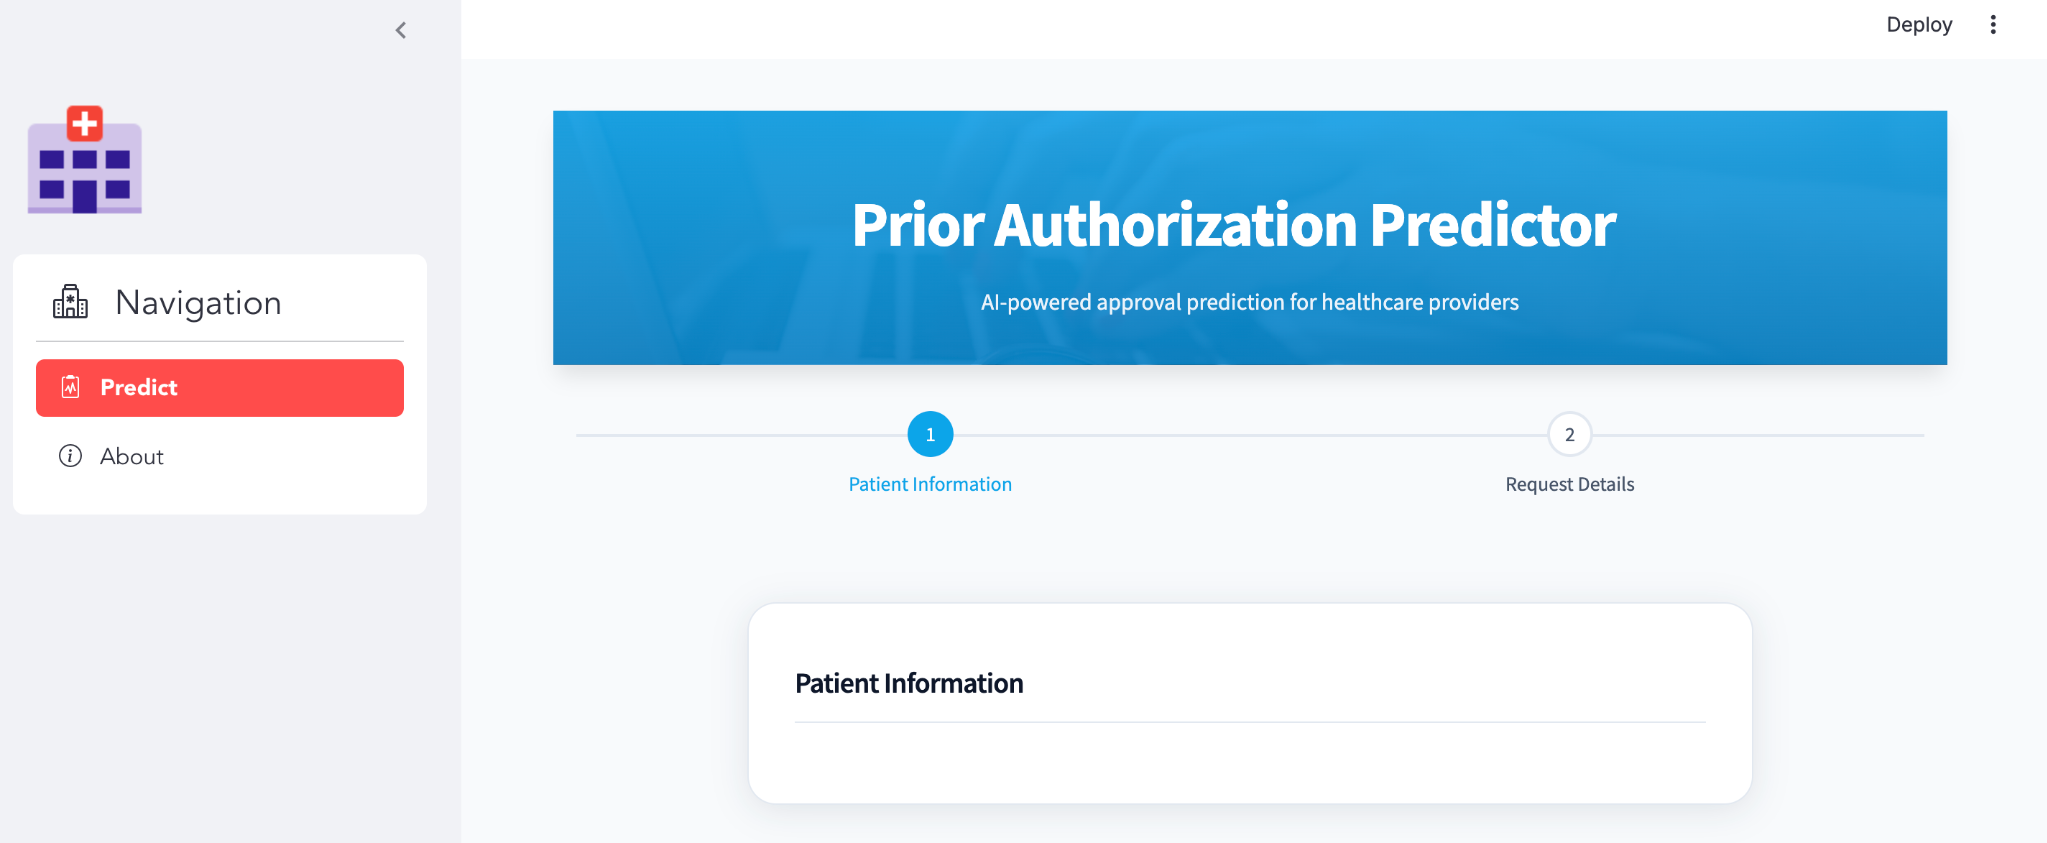 Deploy
Navigation
Predict
About
Prior Authorization Predictor
AI-powered approval prediction for healthcare providers
1
2
Patient Information
Request Details
Patient Information